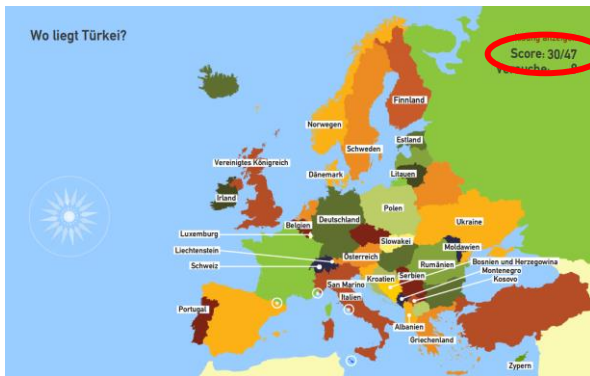 Wo liegt Türkei?
Score: 30/47
Finnland
Norwegen
Estland
Schweden
Vereinigtes Königreich
Dänemark
Litauen
Irland
Polen
Deutschland
Belgien
Ukraine
Luxemburg
Slowakei
Moldawien
Liechtenstein
Österreich
Bosnien und Herzegowina
Schweiz
Rumänien
Montenegro
Kosovo
San Marino
Kroatien
Serbien
Italien
Portugal
Albanien
Griechenland
Zypern